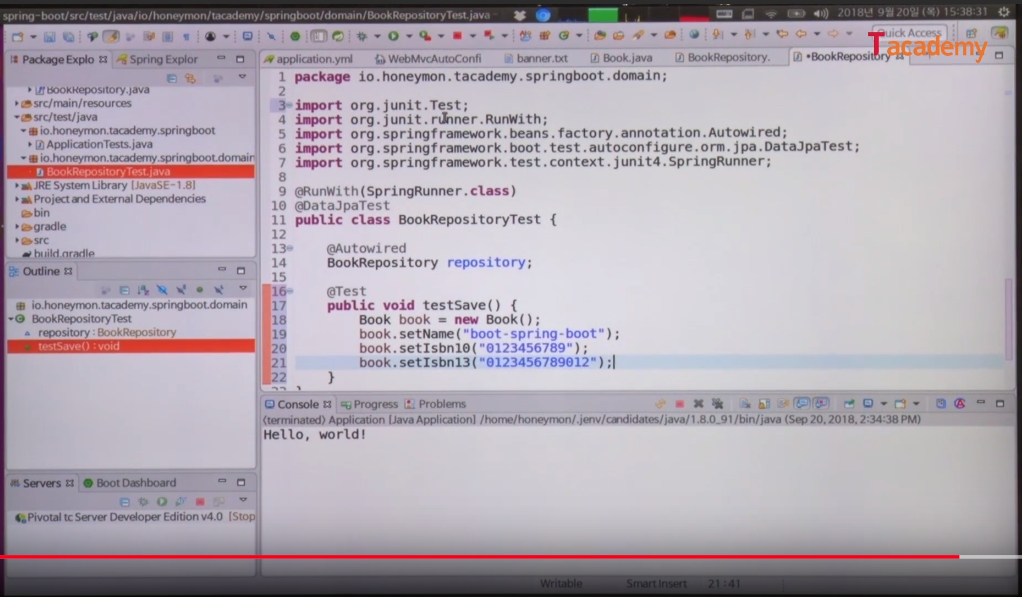 spring-boot/src/test/java/io/honeymon/tacademy/springboot/domain/BookRepositoryTest.java
2018년 9월20일 (목) 15:38:31
Quick Access
Tacademy
Package Explo
Spring Explor
BookRepository.java
src/main/resources
src/test/java
io.honeymon.tacademy.springboot
ApplicationTests.java
io.honeymon.tacademy.springboot.domain
BookRepositoryTest.java
JRE System Library [JavaSE-1.8]
Project and External Dependencies
bin
gradle
src
build.gradle
Outline
io.honeymon.tacademy.springboot.domain
BookRepositoryTest
repository : BookRepository
testSave() : void
Servers
Boot Dashboard
Pivotal tc Server Developer Edition v4.0 [Stop
application.yml
WebMvcAutoConfi
banner.txt
Book.java
BookRepository.
*BookRepository
1 package io.honeymon.tacademy.springboot.domain;
2
3 import org.junit.Test;
4 import org.junit.runner.RunWith;
5 import org.springframework.beans.factory.annotation.Autowired;
6 import org.springframework.boot.test.autoconfigure.orm.jpa.DataJpaTest;
7 import org.springframework.test.context.junit4.SpringRunner;
8
9 @RunWith(SpringRunner.class)
10 @DataJpaTest
11 public class BookRepositoryTest {
12
13 @Autowired
14 BookRepository repository;
15
16 @Test
17 public void testSave() {
18 Book book = new Book();
19 book.setName("boot-spring-boot");
20 book.setIsbn10("0123456789");
21 book.setIsbn13("0123456789012");
22 }
Console
Progress
Problems
(terminated) Application [Java Application] /home/honeymon/.jenv/candidates/java/1.8.0_91/bin/java (Sep 20, 2018, 2:34:38 PM)
Hello, world!
Writable
Smart Insert
21 : 41